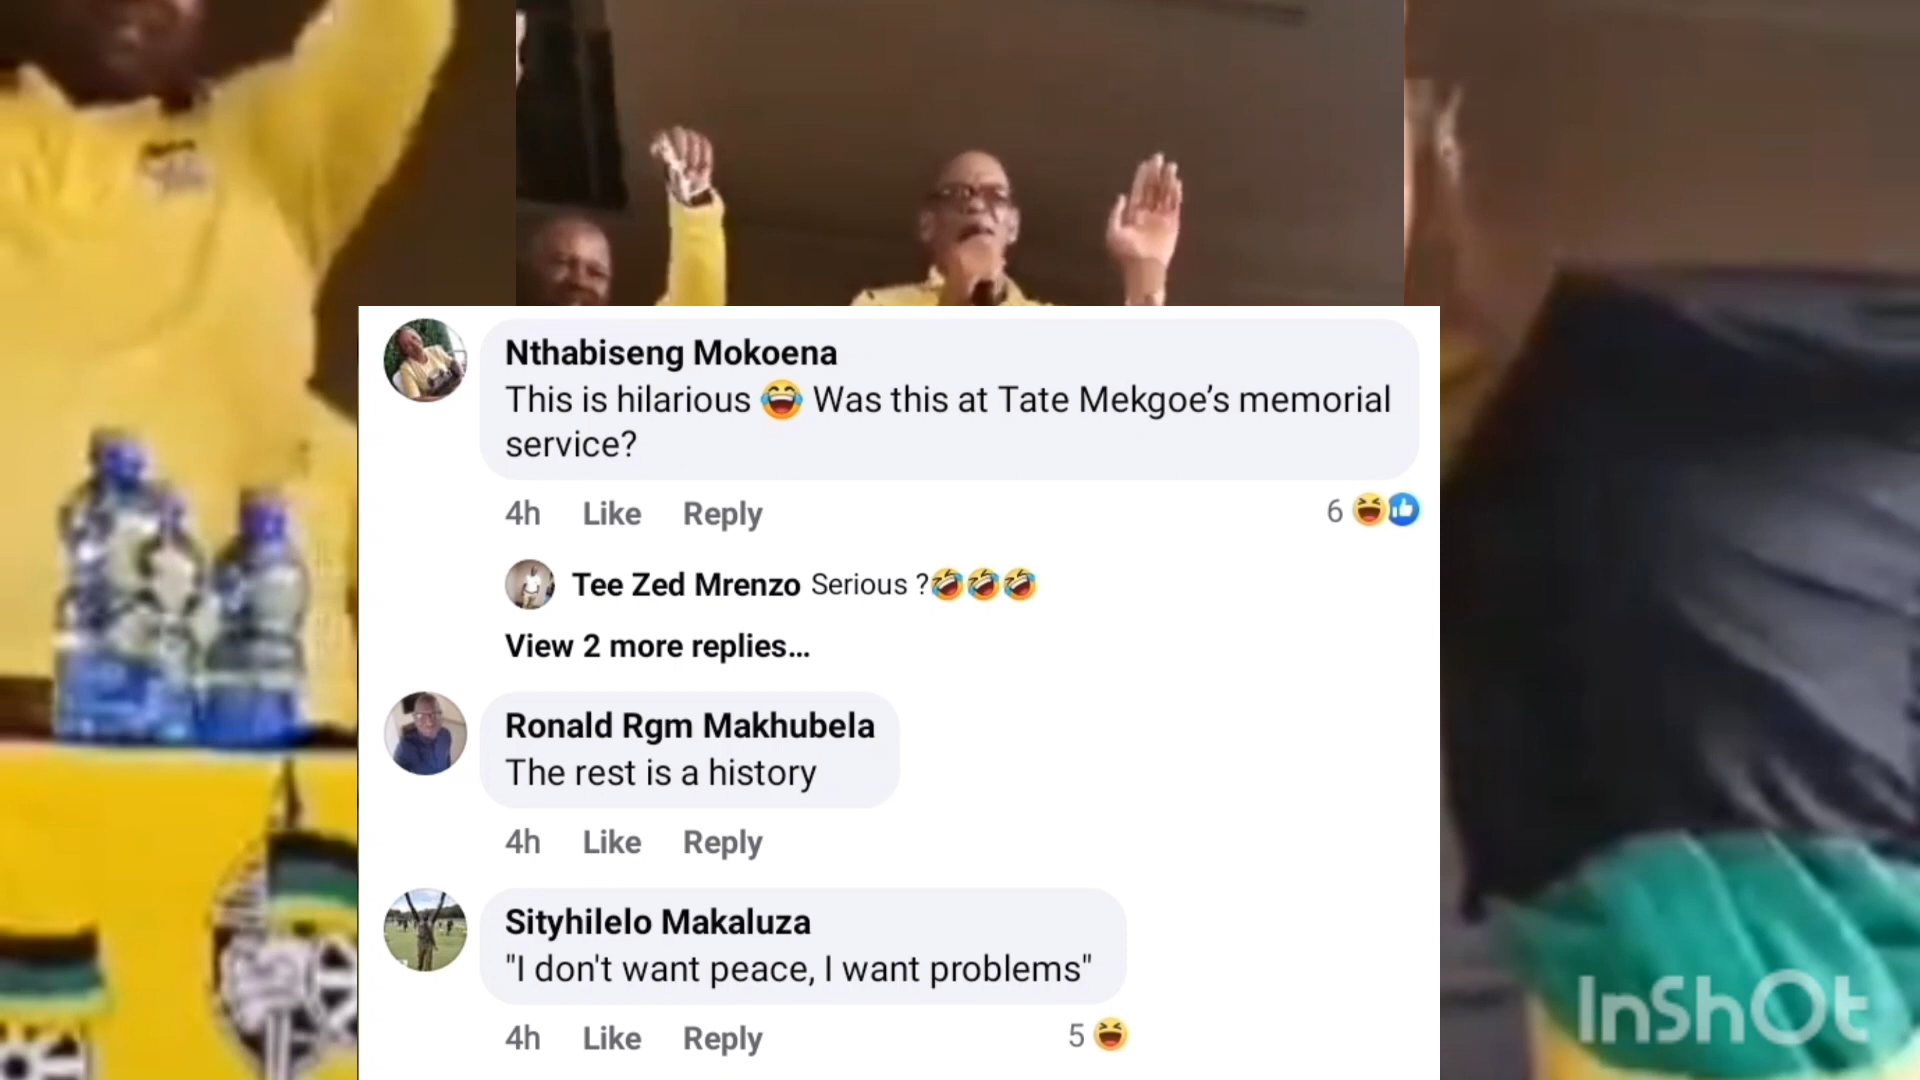 Nthabiseng Mokoena
This is hilarious 😂 Was this at Tate Mekgoe’s memorial
service?
4h Like Reply 6 😆👍
Tee Zed Mrenzo Serious ?🤣🤣🤣
View 2 more replies...
Ronald Rgm Makhubela
The rest is a history
4h Like Reply
Sityhilelo Makaluza
"I don't want peace, I want problems"
4h Like Reply 5 😆
InShOt